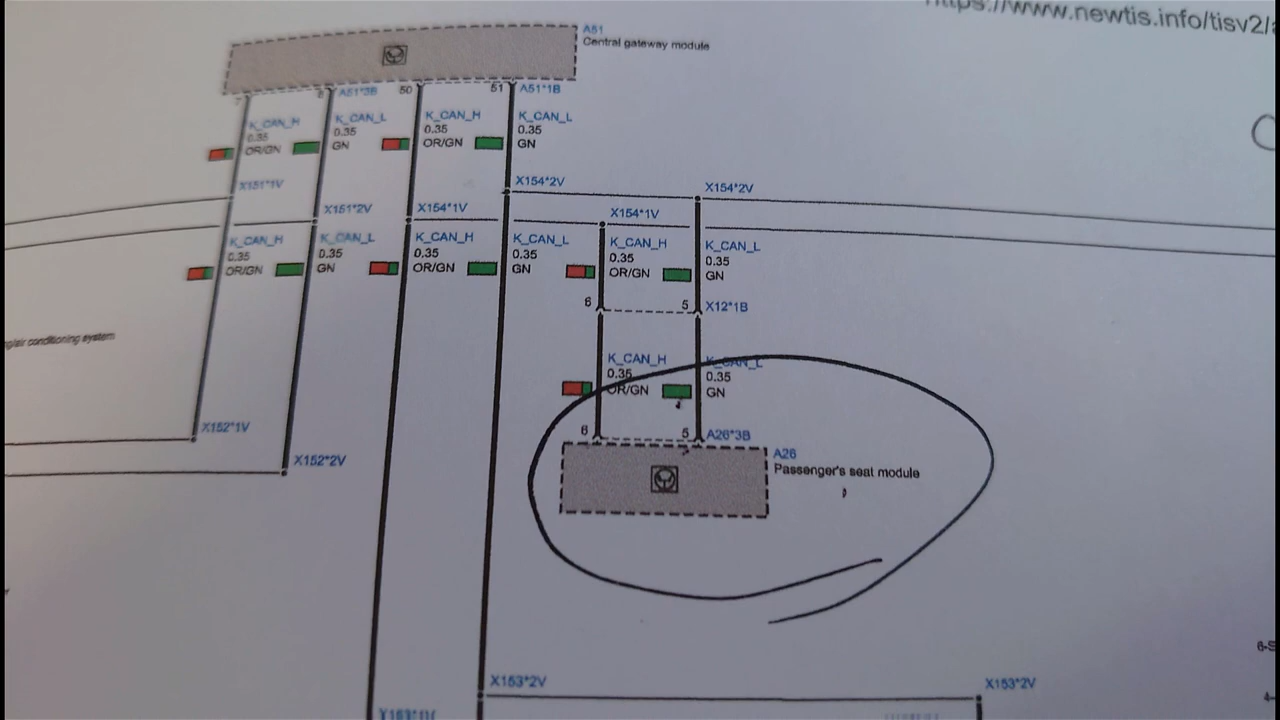 https://www.newtis.info/tisv2/
A51
Central gateway module
7
8
A51*3B
50
51
A51*1B
K_CAN_H
0.35
OR/GN
K_CAN_L
0.35
GN
K_CAN_H
0.35
OR/GN
K_CAN_L
0.35
GN
X151*1V
X154*2V
X154*2V
X151*2V
X154*1V
X154*1V
K_CAN_H
0.35
OR/GN
K_CAN_L
0.35
GN
K_CAN_H
0.35
OR/GN
K_CAN_L
0.35
GN
K_CAN_H
0.35
OR/GN
K_CAN_L
0.35
GN
6
5
X12*1B
air conditioning system
K_CAN_H
0.35
OR/GN
K_CAN_L
0.35
GN
X152*1V
6
5
A26*3B
X152*2V
A26
Passenger's seat module
6-S
X153*2V
X153*2V
4-